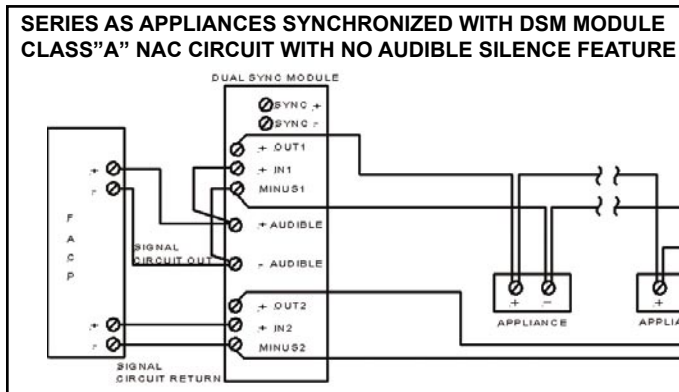 SERIES AS APPLIANCES SYNCHRONIZED WITH DSM MODULE
CLASS”A” NAC CIRCUIT WITH NO AUDIBLE SILENCE FEATURE
DUAL SYNC MODULE
SYNC +
SYNC -
+ OUT1
+ IN1
MINUS1
+ AUDIBLE
- AUDIBLE
+ OUT2
+ IN2
MINUS2
+
-
F
A
C
P
SIGNAL
CIRCUIT OUT
+
-
SIGNAL
CIRCUIT RETURN
+ -
APPLIANCE
+
APPLIA